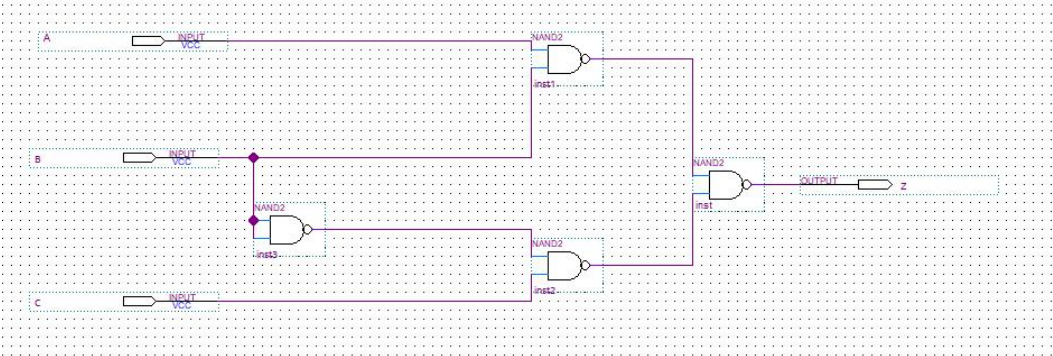 A
INPUT
VCC
NAND2
inst1
B
INPUT
VCC
NAND2
inst
OUTPUT
Z
NAND2
inst3
NAND2
inst2
C
INPUT
VCC